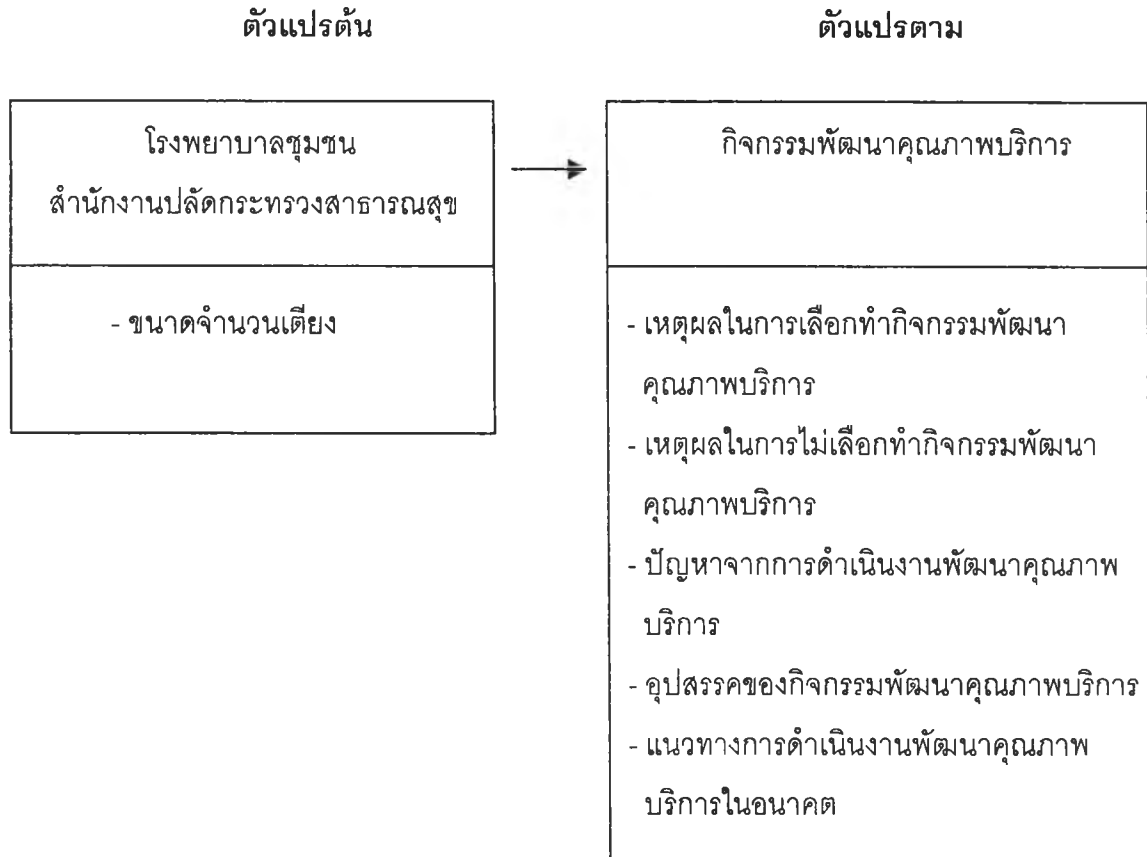 ตัวแปรต้น
ตัวแปรตาม
โรงพยาบาลชุมชน
สำนักงานปลัดกระทรวงสาธารณสุข
- ขนาดจำนวนเตียง
กิจกรรมพัฒนาคุณภาพบริการ
- เหตุผลในการเลือกทำกิจกรรมพัฒนา
คุณภาพบริการ
- เหตุผลในการไม่เลือกทำกิจกรรมพัฒนา
คุณภาพบริการ
- ปัญหาจากการดำเนินงานพัฒนาคุณภาพ
บริการ
- อุปสรรคของกิจกรรมพัฒนาคุณภาพบริการ
- แนวทางการดำเนินงานพัฒนาคุณภาพ
บริการในอนาคต